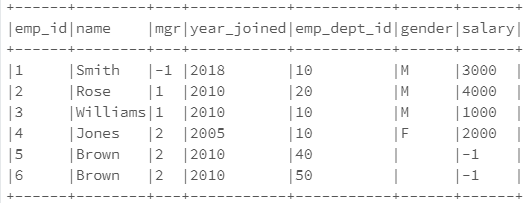 +------+--------+---+-----------+-----------+------+------+
|emp_id|name    |mgr|year_joined|emp_dept_id|gender|salary|
+------+--------+---+-----------+-----------+------+------+
|1     |Smith   |-1 |2018       |10         |M     |3000  |
|2     |Rose    |1  |2010       |20         |M     |4000  |
|3     |Williams|1  |2010       |10         |M     |1000  |
|4     |Jones   |2  |2005       |10         |F     |2000  |
|5     |Brown   |2  |2010       |40         |      |-1    |
|6     |Brown   |2  |2010       |50         |      |-1    |
+------+--------+---+-----------+-----------+------+------+